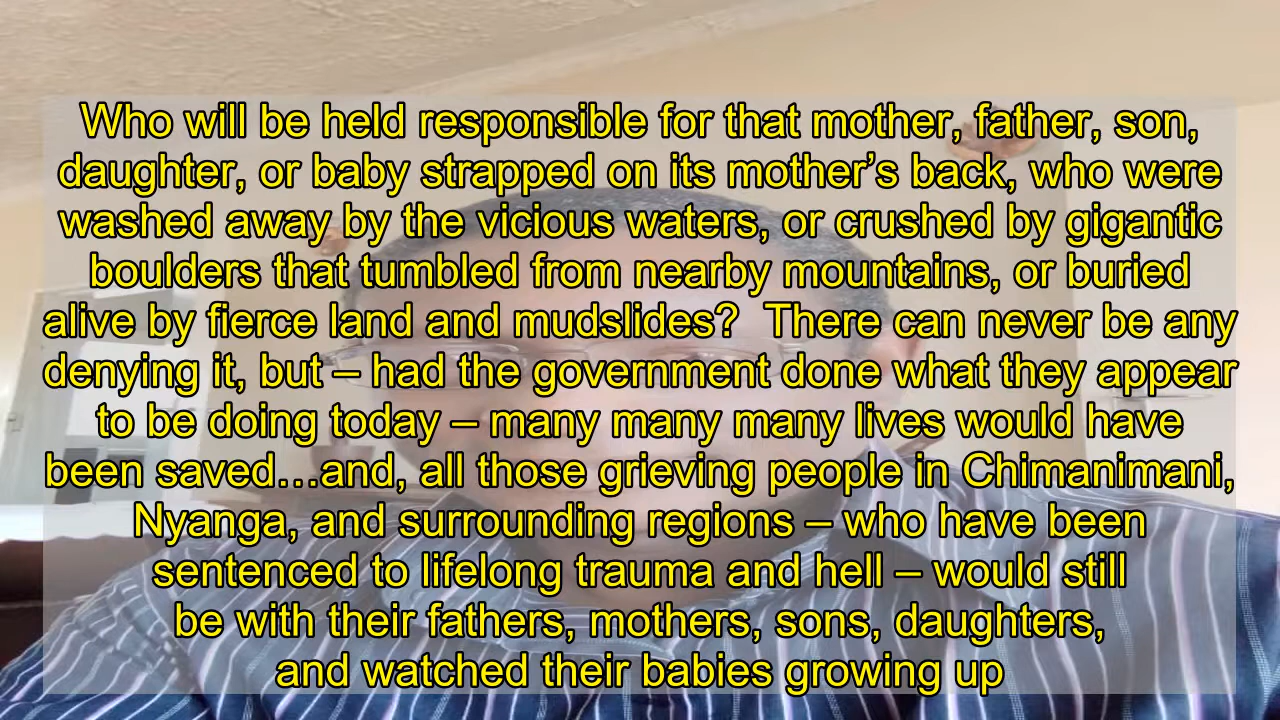 Who will be held responsible for that mother, father, son,
daughter, or baby strapped on its mother’s back, who were
washed away by the vicious waters, or crushed by gigantic
boulders that tumbled from nearby mountains, or buried
alive by fierce land and mudslides?  There can never be any
denying it, but – had the government done what they appear
to be doing today – many many many lives would have
been saved…and, all those grieving people in Chimanimani,
Nyanga, and surrounding regions – who have been
sentenced to lifelong trauma and hell – would still
be with their fathers, mothers, sons, daughters,
and watched their babies growing up